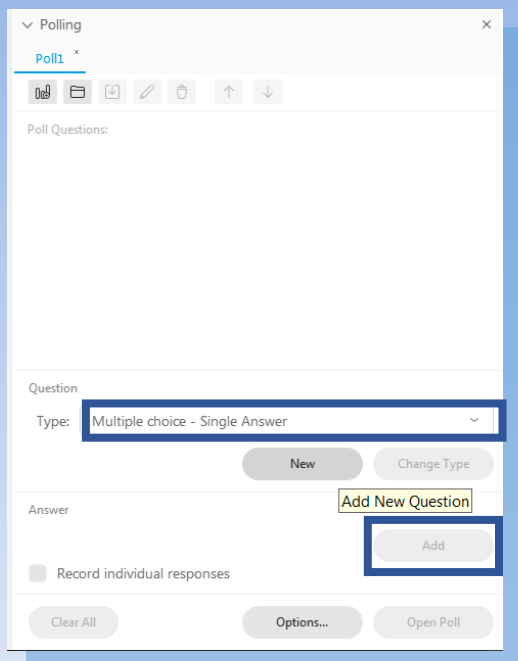 Polling
Poll1
Poll Questions:
Question
Type: Multiple choice - Single Answer
New Change Type
Add New Question
Answer
Add
Record individual responses
Clear All Options... Open Poll